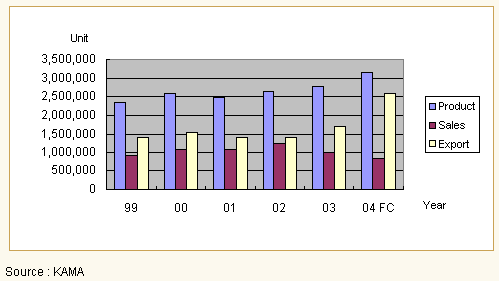 Unit
3,500,000
3,000,000
2,500,000
2,000,000
1,500,000
1,000,000
500,000
0
99 00 01 02 03 04 FC
Year
Product
Sales
Export
Source : KAMA